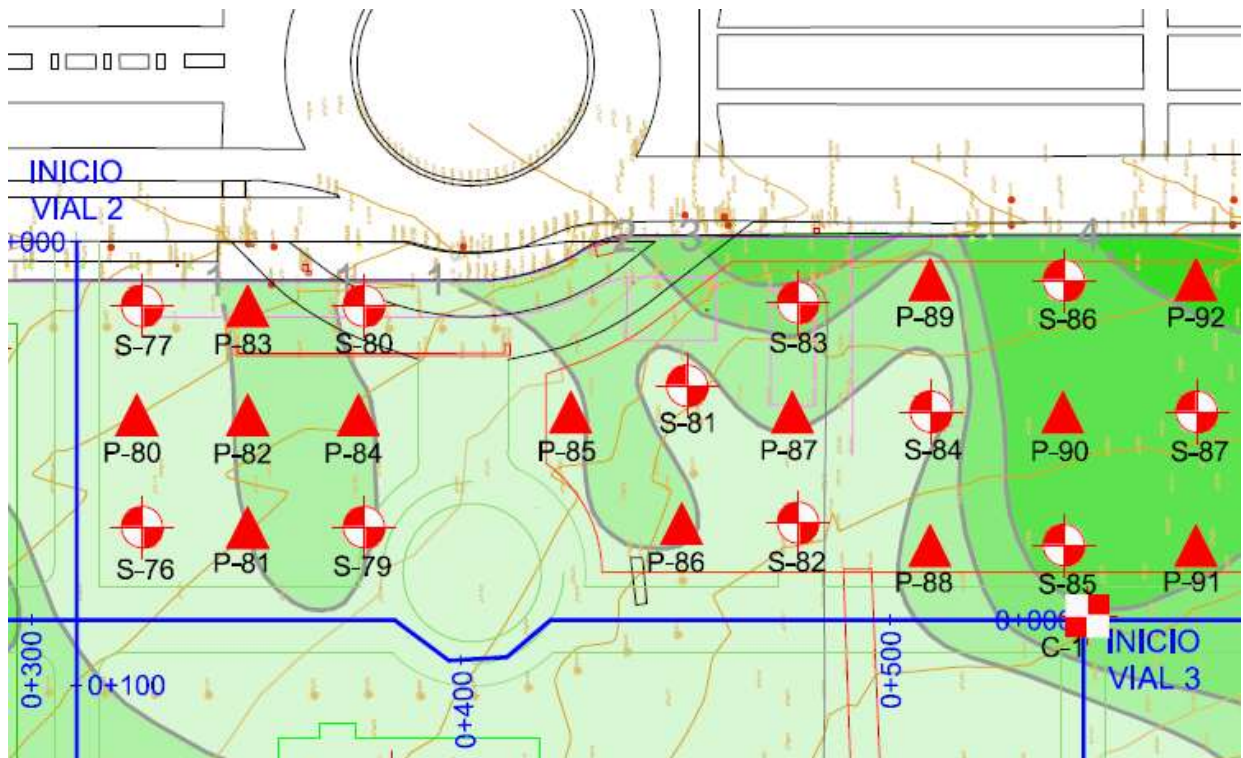 INICIO
VIAL 2
+000
2
3
4
1
1
1
S-77
P-83
S-80
S-83
P-89
S-86
P-92
P-80
P-82
P-84
P-85
S-81
P-87
S-84
P-90
S-87
S-76
P-81
S-79
P-86
S-82
P-88
S-85
P-91
0+300
0+100
0+400
0+500
0+000
C-1
INICIO
VIAL 3